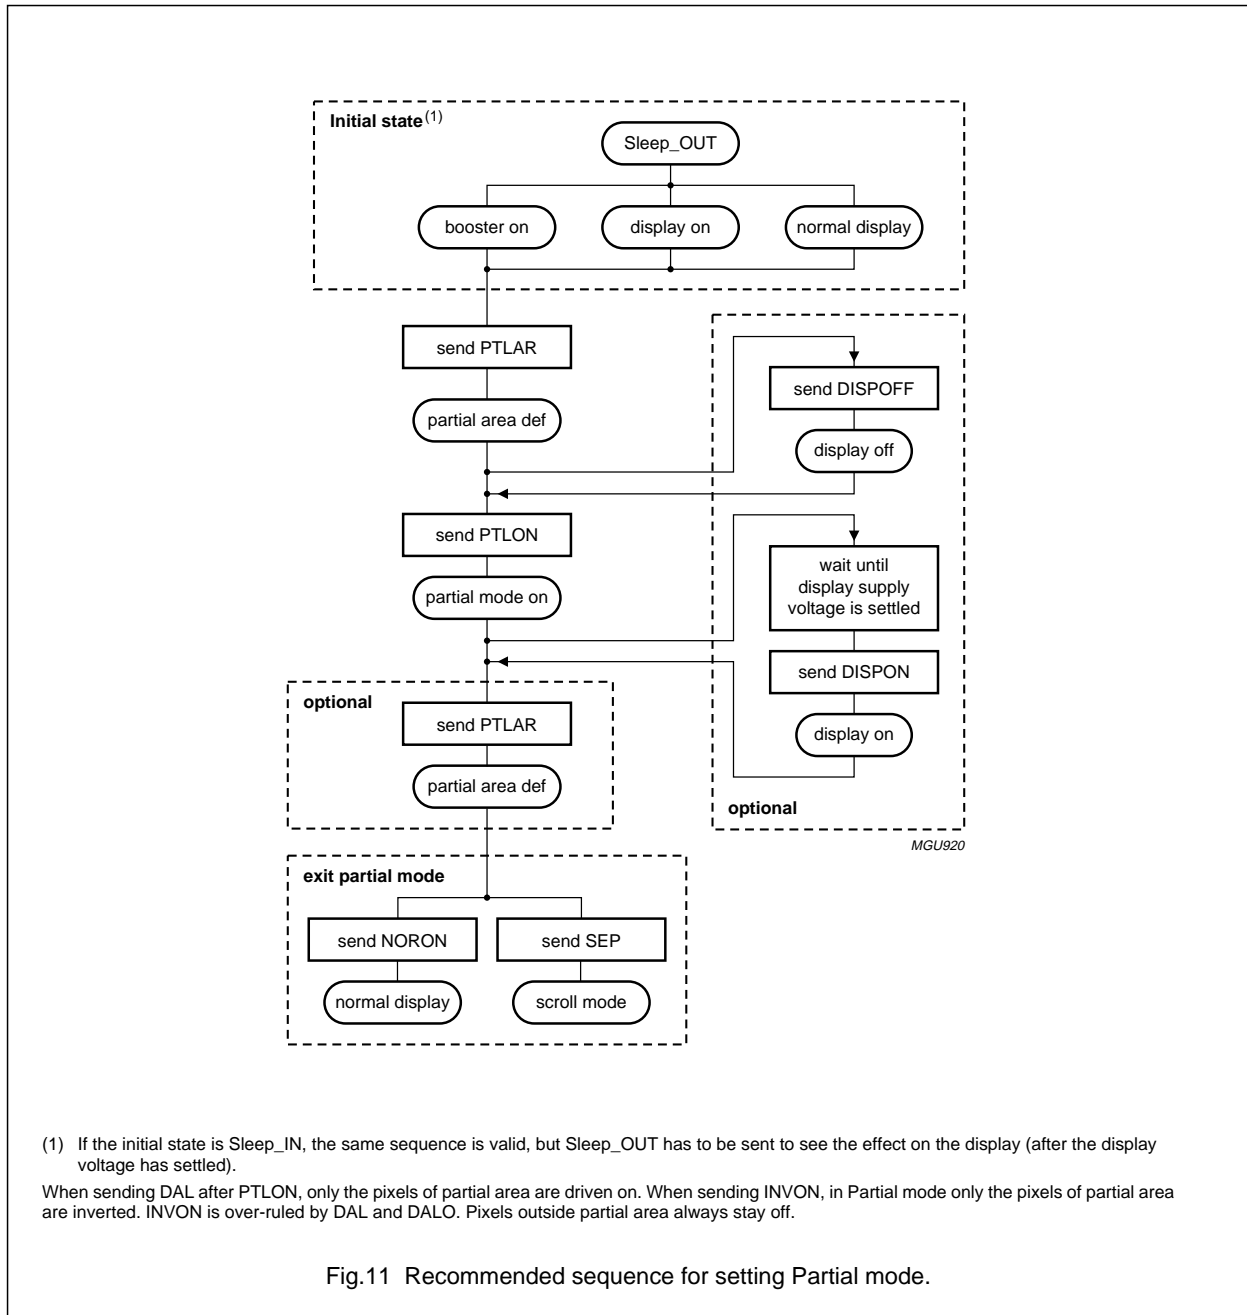 Initial state(1)
Sleep_OUT
booster on
display on
normal display
send PTLAR
partial area def
send DISPOFF
display off
send PTLON
partial mode on
wait until
display supply
voltage is settled
send DISPON
display on
optional
optional
send PTLAR
partial area def
MGU920
exit partial mode
send NORON
send SEP
normal display
scroll mode
(1) If the initial state is Sleep_IN, the same sequence is valid, but Sleep_OUT has to be sent to see the effect on the display (after the display
voltage has settled).
When sending DAL after PTLON, only the pixels of partial area are driven on. When sending INVON, in Partial mode only the pixels of partial area
are inverted. INVON is over-ruled by DAL and DALO. Pixels outside partial area always stay off.
Fig.11 Recommended sequence for setting Partial mode.